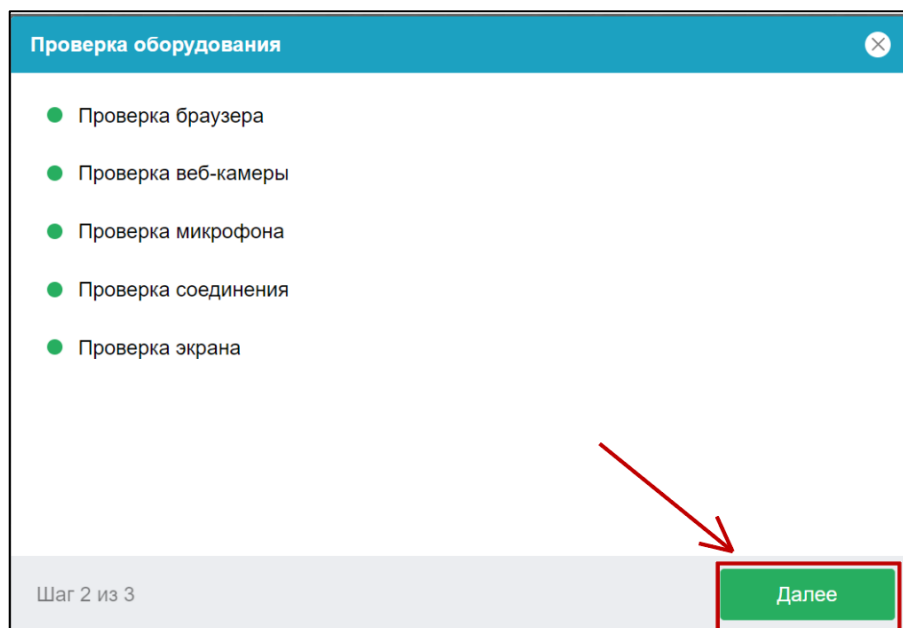 Проверка оборудования
Проверка браузера
Проверка веб-камеры
Проверка микрофона
Проверка соединения
Проверка экрана
Шаг 2 из 3
Далее